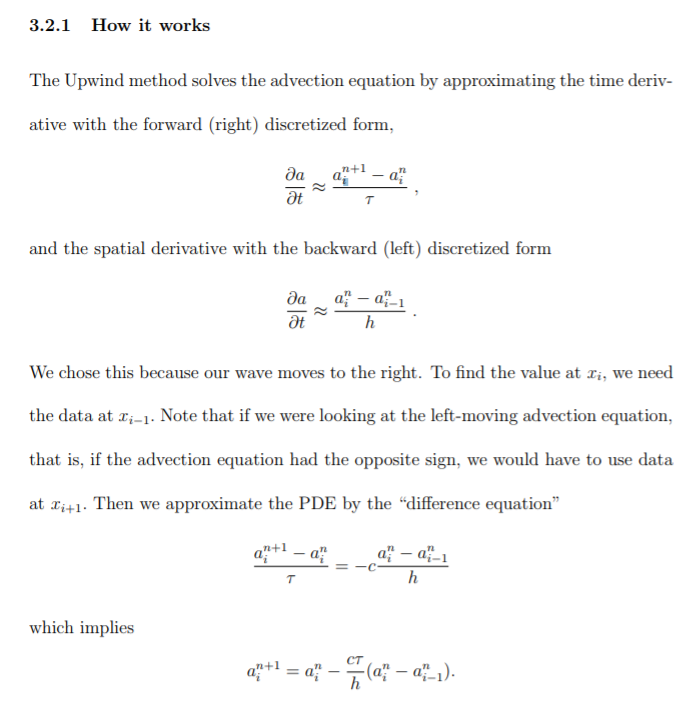 3.2.1 How it works
The Upwind method solves the advection equation by approximating the time deriv-
ative with the forward (right) discretized form,
\frac{\partial a}{\partial t} \approx \frac{a_i^{n+1} - a_i^n}{\tau} ,
and the spatial derivative with the backward (left) discretized form
\frac{\partial a}{\partial t} \approx \frac{a_i^n - a_{i-1}^n}{h} .
We chose this because our wave moves to the right. To find the value at x_i, we need
the data at x_{i-1}. Note that if we were looking at the left-moving advection equation,
that is, if the advection equation had the opposite sign, we would have to use data
at x_{i+1}. Then we approximate the PDE by the “difference equation”
\frac{a_i^{n+1} - a_i^n}{\tau} = -c \frac{a_i^n - a_{i-1}^n}{h}
which implies
a_i^{n+1} = a_i^n - \frac{c\tau}{h}(a_i^n - a_{i-1}^n).